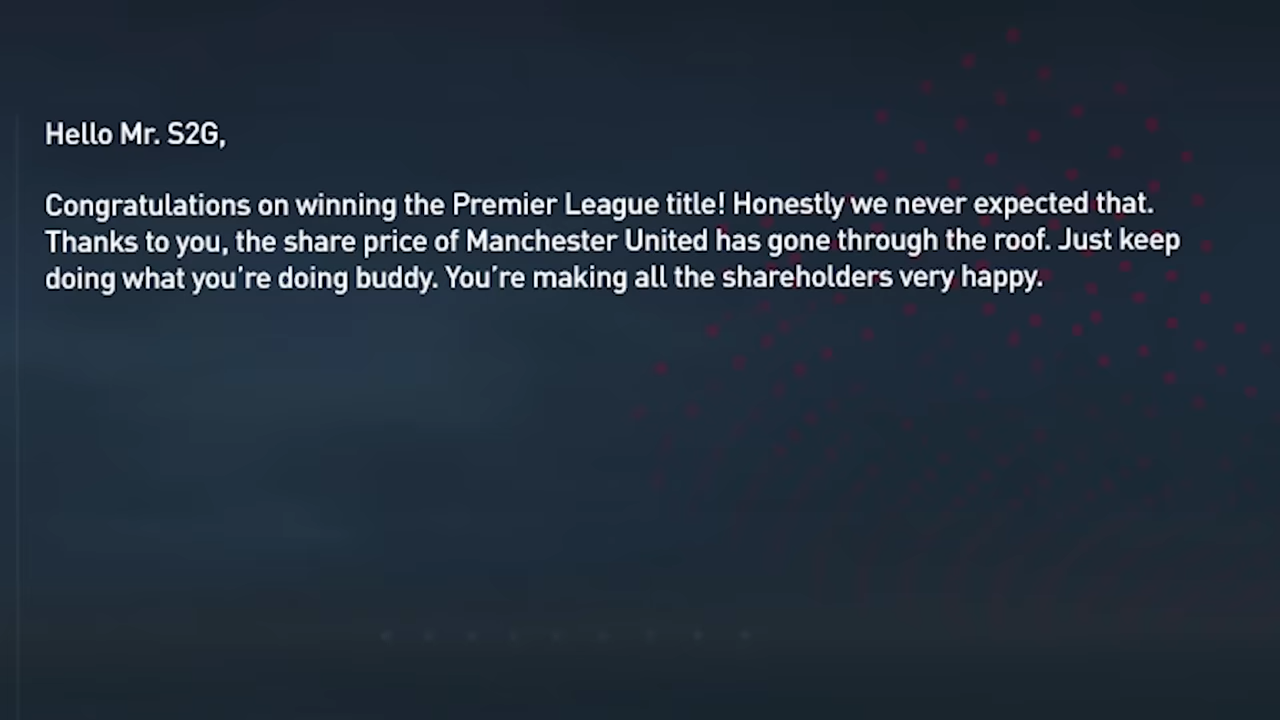 Hello Mr. S2G,
Congratulations on winning the Premier League title! Honestly we never expected that.
Thanks to you, the share price of Manchester United has gone through the roof. Just keep
doing what you're doing buddy. You're making all the shareholders very happy.